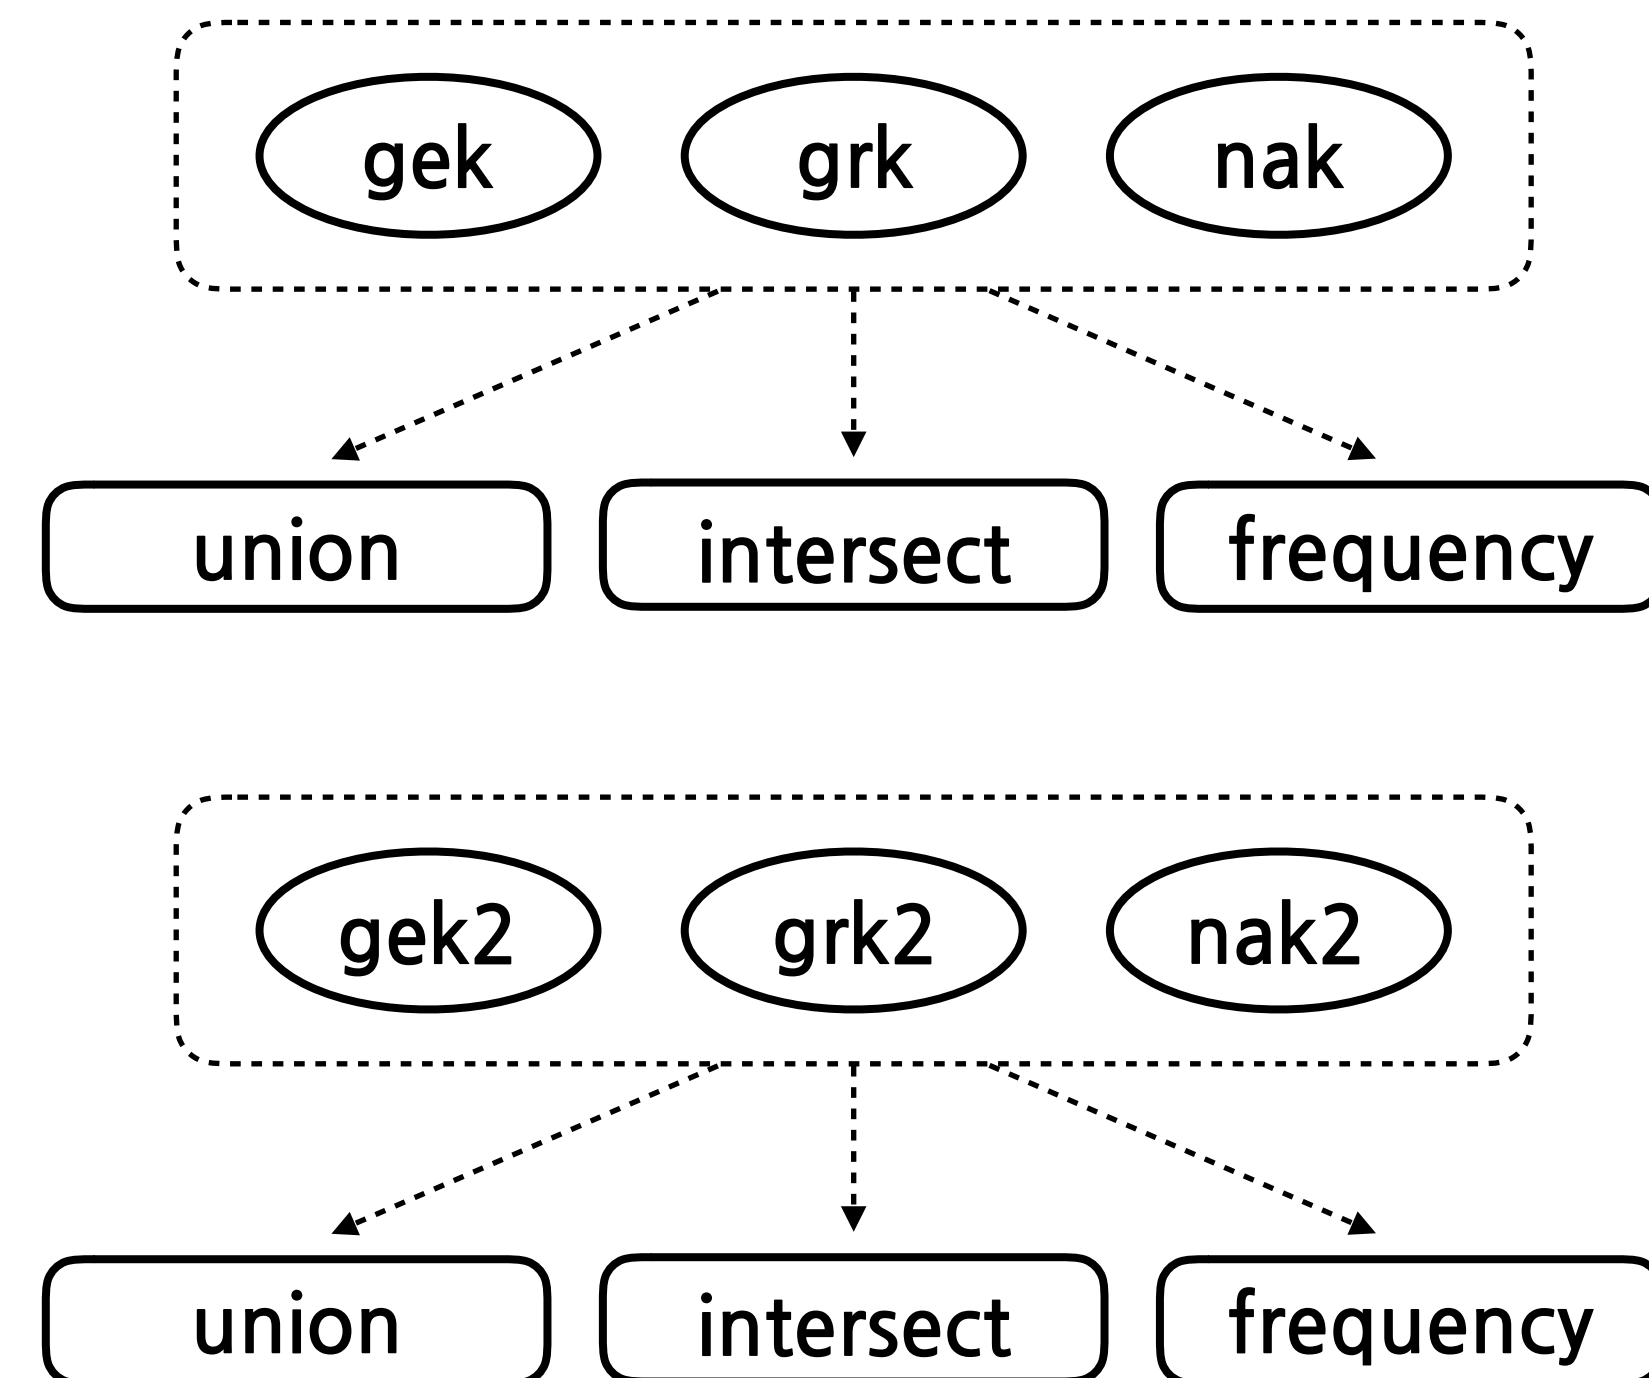 gek grk nak
union intersect frequency
gek2 grk2 nak2
union intersect frequency